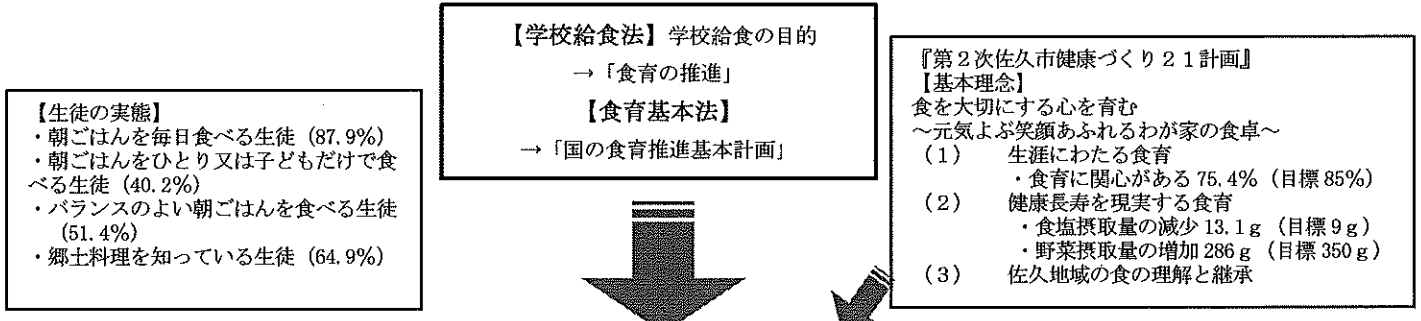 【学校給食法】学校給食の目的
→「食育の推進」
【食育基本法】
→「国の食育推進基本計画」
【生徒の実態】
・朝ごはんを毎日食べる生徒 (87.9%)
・朝ごはんをひとり又は子どもだけで食
べる生徒 (40.2%)
・バランスのよい朝ごはんを食べる生徒
(51.4%)
・郷土料理を知っている生徒 (64.9%)
『第2次佐久市健康づくり21計画』
【基本理念】
食を大切にする心を育む
~元気よぶ笑顔あふれるわが家の食卓~
(1) 生涯にわたる食育
・食育に関心がある 75.4% (目標 85%)
(2) 健康長寿を現実する食育
・食塩摂取量の減少 13.1g (目標 9g)
・野菜摂取量の増加 286g (目標 350g)
(3) 佐久地域の食の理解と継承